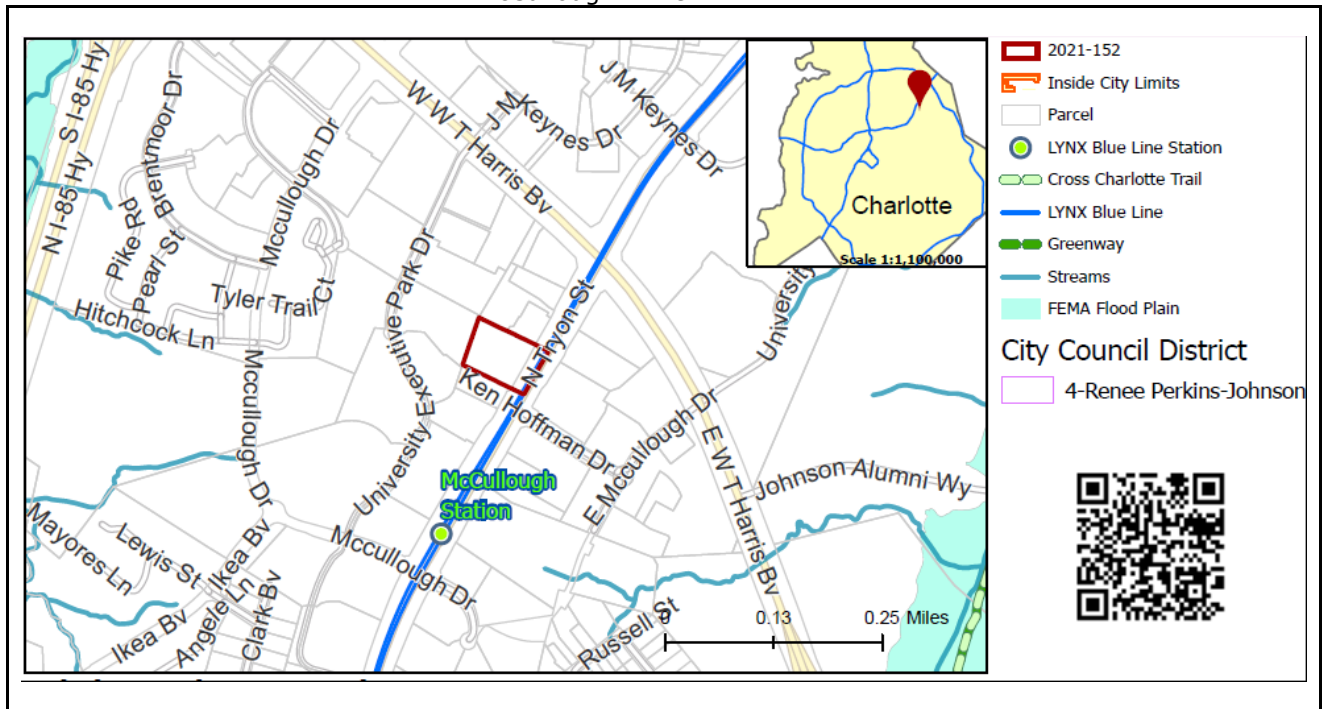 N I-85 Hy
S I-85 Hy
Brentmoor Dr
Pike Rd
Pearl St
Mccullough Dr
Tyler Trail Ct
Hitchcock Ln
Mccullough Dr
University Executive Park Dr
W W T Harris Bv
J M Keynes Dr
J M Keynes Dr
N Tryon St
Ken Hoffman Dr
E Mccullough Dr
University
E W T Harris Bv
Johnson Alumni Wy
McCullough
Station
Mccullough Dr
Mayores Ln
Lewis St
Ikea Bv
Ikea Bv
Angele Ln
Clark Bv
Russell St
0 0.13 0.25 Miles
Charlotte
Scale 1:1,100,000
2021-152
Inside City Limits
Parcel
LYNX Blue Line Station
Cross Charlotte Trail
LYNX Blue Line
Greenway
Streams
FEMA Flood Plain
City Council District
4-Renee Perkins-Johnson